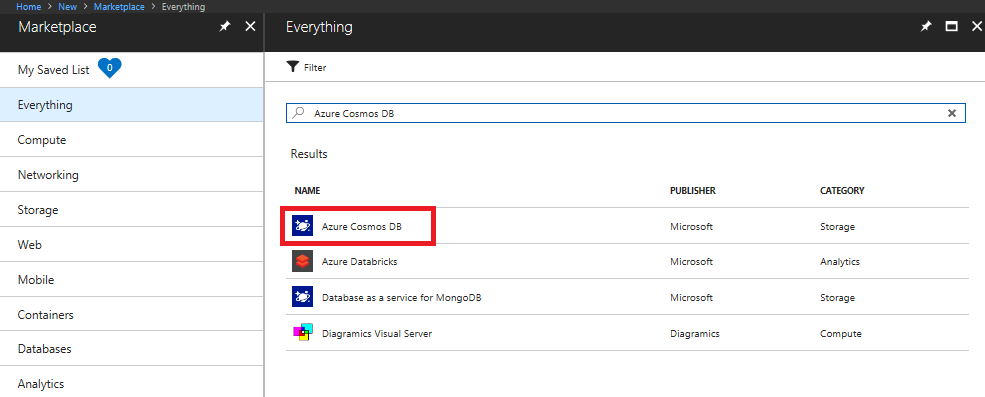 Home > New > Marketplace > Everything
Marketplace
My Saved List 0
Everything
Compute
Networking
Storage
Web
Mobile
Containers
Databases
Analytics
Everything
Filter
Azure Cosmos DB
Results
NAME PUBLISHER CATEGORY
Azure Cosmos DB Microsoft Storage
Azure Databricks Microsoft Analytics
Database as a service for MongoDB Microsoft Storage
Diagramics Visual Server Diagramics Compute